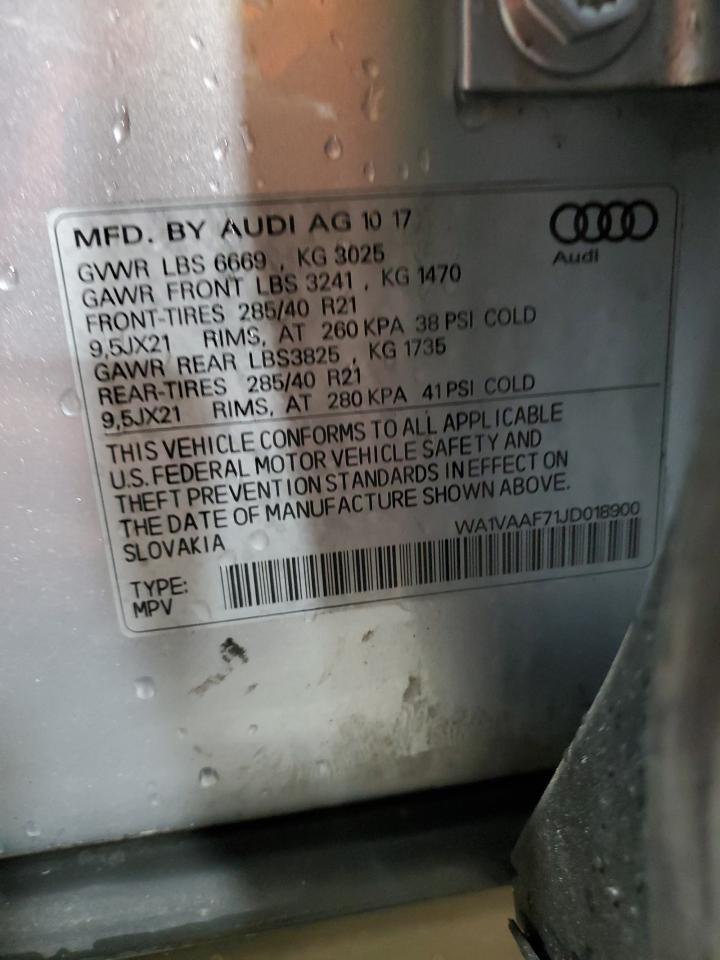 MFD. BY AUDI AG 10 17
Audi
GVWR LBS 6669 , KG 3025
GAWR FRONT LBS 3241 , KG 1470
FRONT-TIRES 285/40 R21
9,5JX21 RIMS, AT 260 KPA 38 PSI COLD
GAWR REAR LBS3825 , KG 1735
REAR-TIRES 285/40 R21
9,5JX21 RIMS, AT 280 KPA 41 PSI COLD
THIS VEHICLE CONFORMS TO ALL APPLICABLE
U.S. FEDERAL MOTOR VEHICLE SAFETY AND
THEFT PREVENTION STANDARDS IN EFFECT ON
THE DATE OF MANUFACTURE SHOWN ABOVE.
SLOVAKIA
WA1VAAF71JD018900
TYPE:
MPV